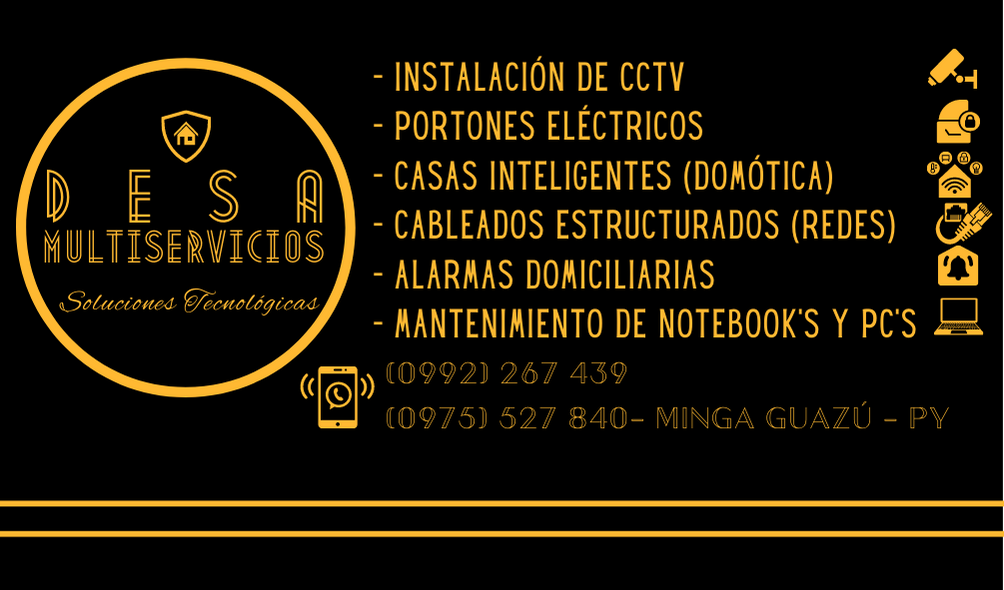 DESA
MULTISERVICIOS
Soluciones Tecnológicas
- INSTALACIÓN DE CCTV
- PORTONES ELÉCTRICOS
- CASAS INTELIGENTES (DOMÓTICA)
- CABLEADOS ESTRUCTURADOS (REDES)
- ALARMAS DOMICILIARIAS
- MANTENIMIENTO DE NOTEBOOK'S Y PC'S
(0992) 267 439
(0975) 527 840- MINGA GUAZÚ - PY